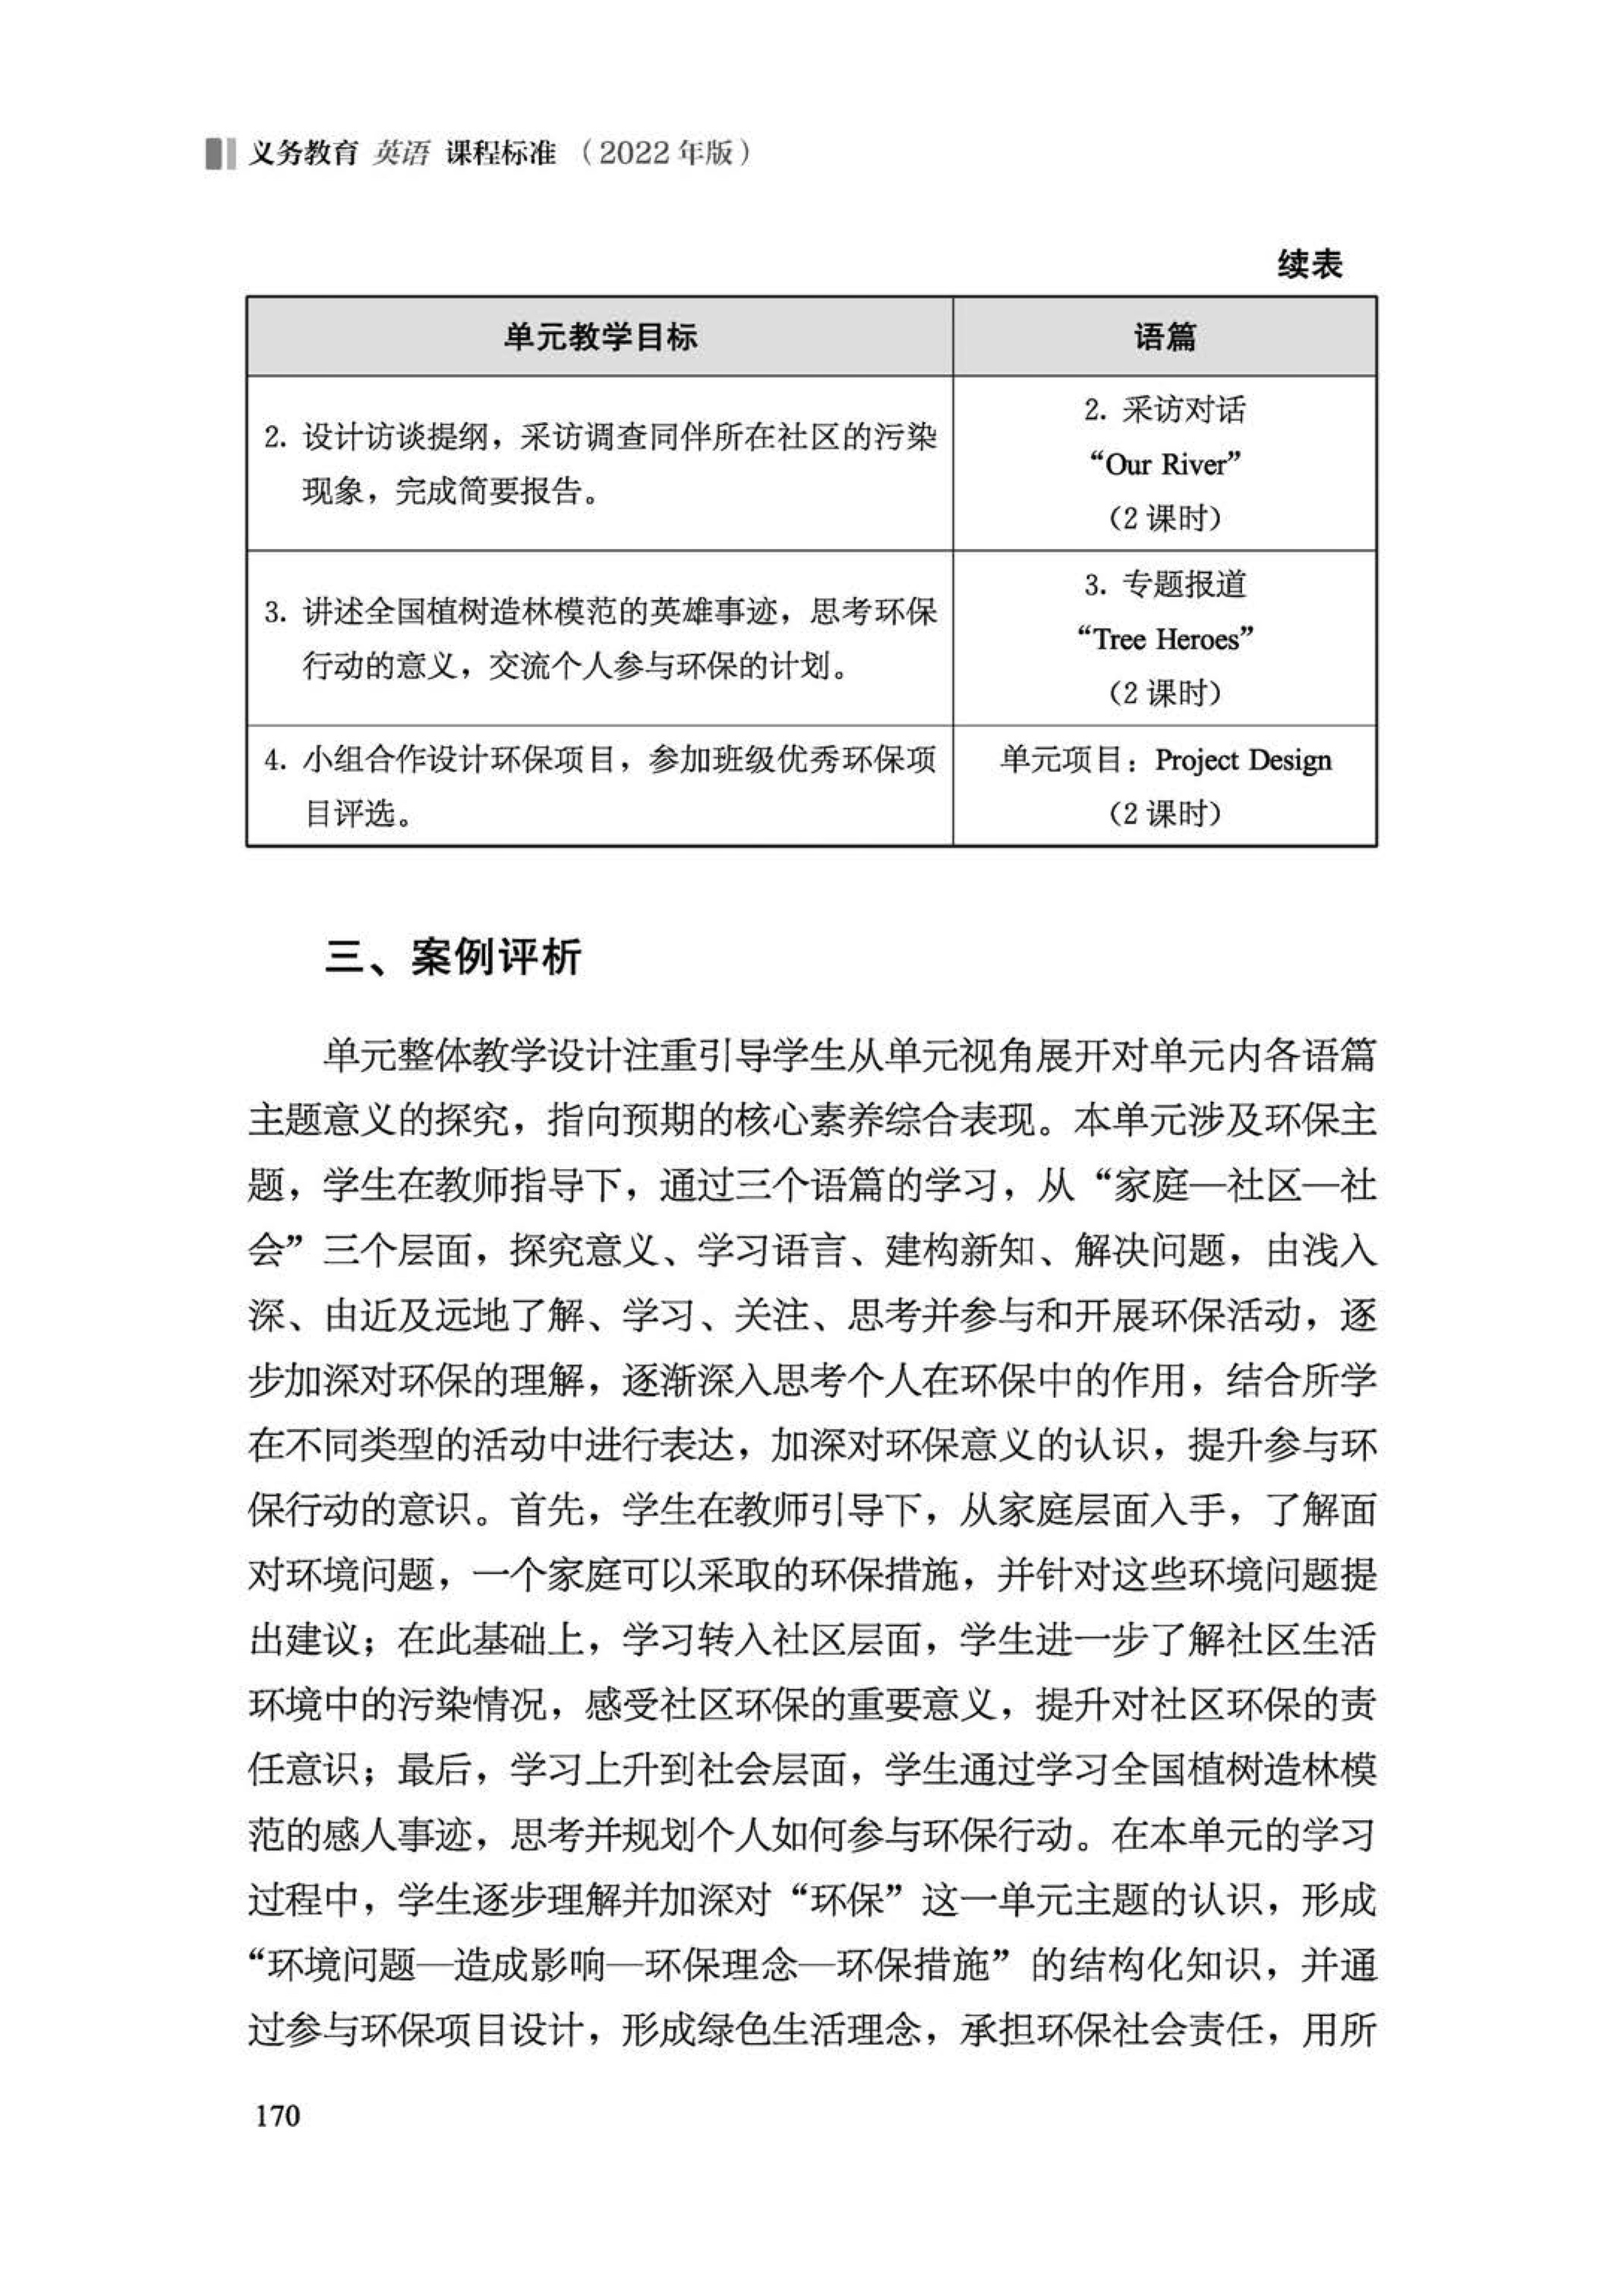 义务教育 英语 课程标准（2022年版）
续表
单元教学目标
语篇
2. 设计访谈提纲，采访调查同伴所在社区的污染
现象，完成简要报告。
2. 采访对话
“Our River”
（2 课时）
3. 讲述全国植树造林模范的英雄事迹，思考环保
行动的意义，交流个人参与环保的计划。
3. 专题报道
“Tree Heroes”
（2 课时）
4. 小组合作设计环保项目，参加班级优秀环保项
目评选。
单元项目：Project Design
（2 课时）
三、案例评析
单元整体教学设计注重引导学生从单元视角展开对单元内各语篇
主题意义的探究，指向预期的核心素养综合表现。本单元涉及环保主
题，学生在教师指导下，通过三个语篇的学习，从“家庭—社区—社
会”三个层面，探究意义、学习语言、建构新知、解决问题，由浅入
深、由近及远地了解、学习、关注、思考并参与和开展环保活动，逐
步加深对环保的理解，逐渐深入思考个人在环保中的作用，结合所学
在不同类型的活动中进行表达，加深对环保意义的认识，提升参与环
保行动的意识。首先，学生在教师引导下，从家庭层面入手，了解面
对环境问题，一个家庭可以采取的环保措施，并针对这些环境问题提
出建议；在此基础上，学习转入社区层面，学生进一步了解社区生活
环境中的污染情况，感受社区环保的重要意义，提升对社区环保的责
任意识；最后，学习上升到社会层面，学生通过学习全国植树造林模
范的感人事迹，思考并规划个人如何参与环保行动。在本单元的学习
过程中，学生逐步理解并加深对“环保”这一单元主题的认识，形成
“环境问题—造成影响—环保理念—环保措施”的结构化知识，并通
过参与环保项目设计，形成绿色生活理念，承担环保社会责任，用所
170